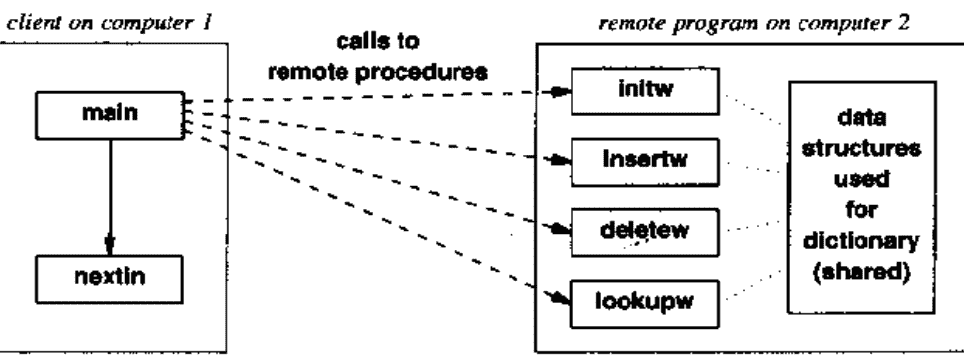 client on computer 1
remote program on computer 2
calls to
remote procedures
main
nextin
initw
insertw
deletew
lookupw
data
structures
used
for
dictionary
(shared)